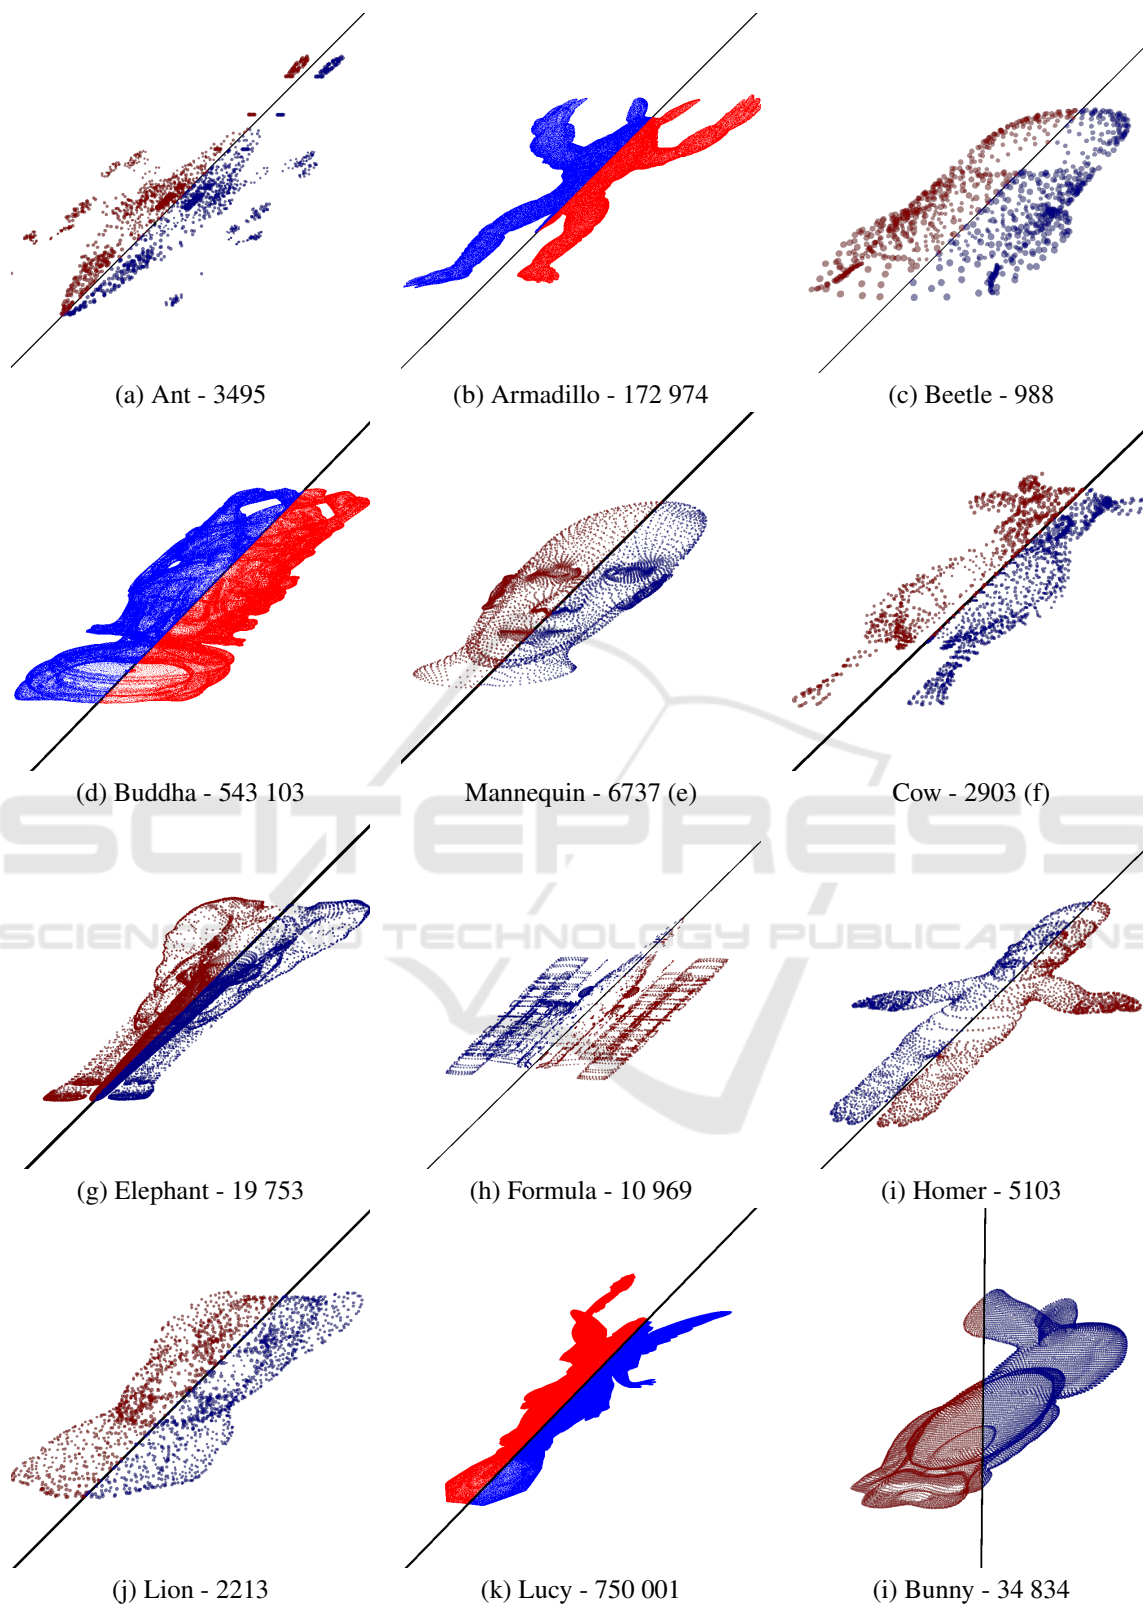 (a) Ant - 3495
(b) Armadillo - 172 974
(c) Beetle - 988
(d) Buddha - 543 103
Mannequin - 6737 (e)
Cow - 2903 (f)
SCITEPRESS
SCIENCE AND TECHNOLOGY PUBLICATIONS
(g) Elephant - 19 753
(h) Formula - 10 969
(i) Homer - 5103
(j) Lion - 2213
(k) Lucy - 750 001
(i) Bunny - 34 834